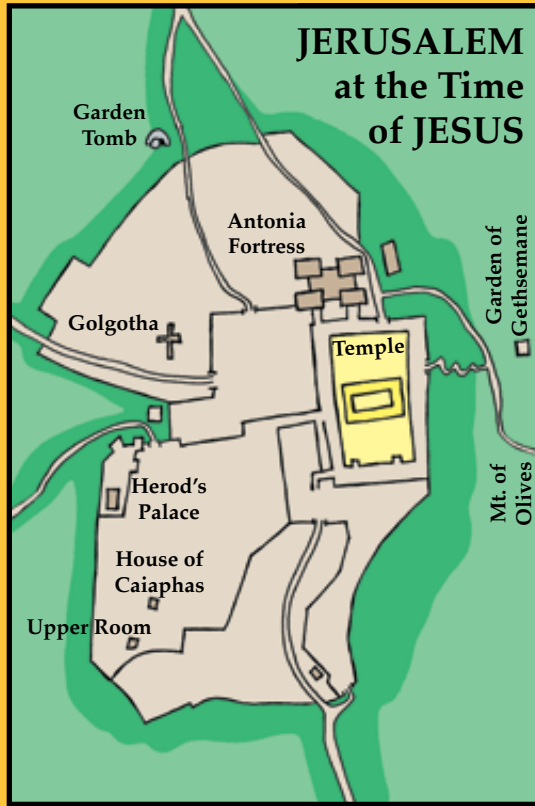 JERUSALEM
at the Time
of JESUS
Garden
Tomb
Antonia
Fortress
Garden of
Gethsemane
Golgotha
Temple
Herod's
Palace
Mt. of
Olives
House of
Caiaphas
Upper Room